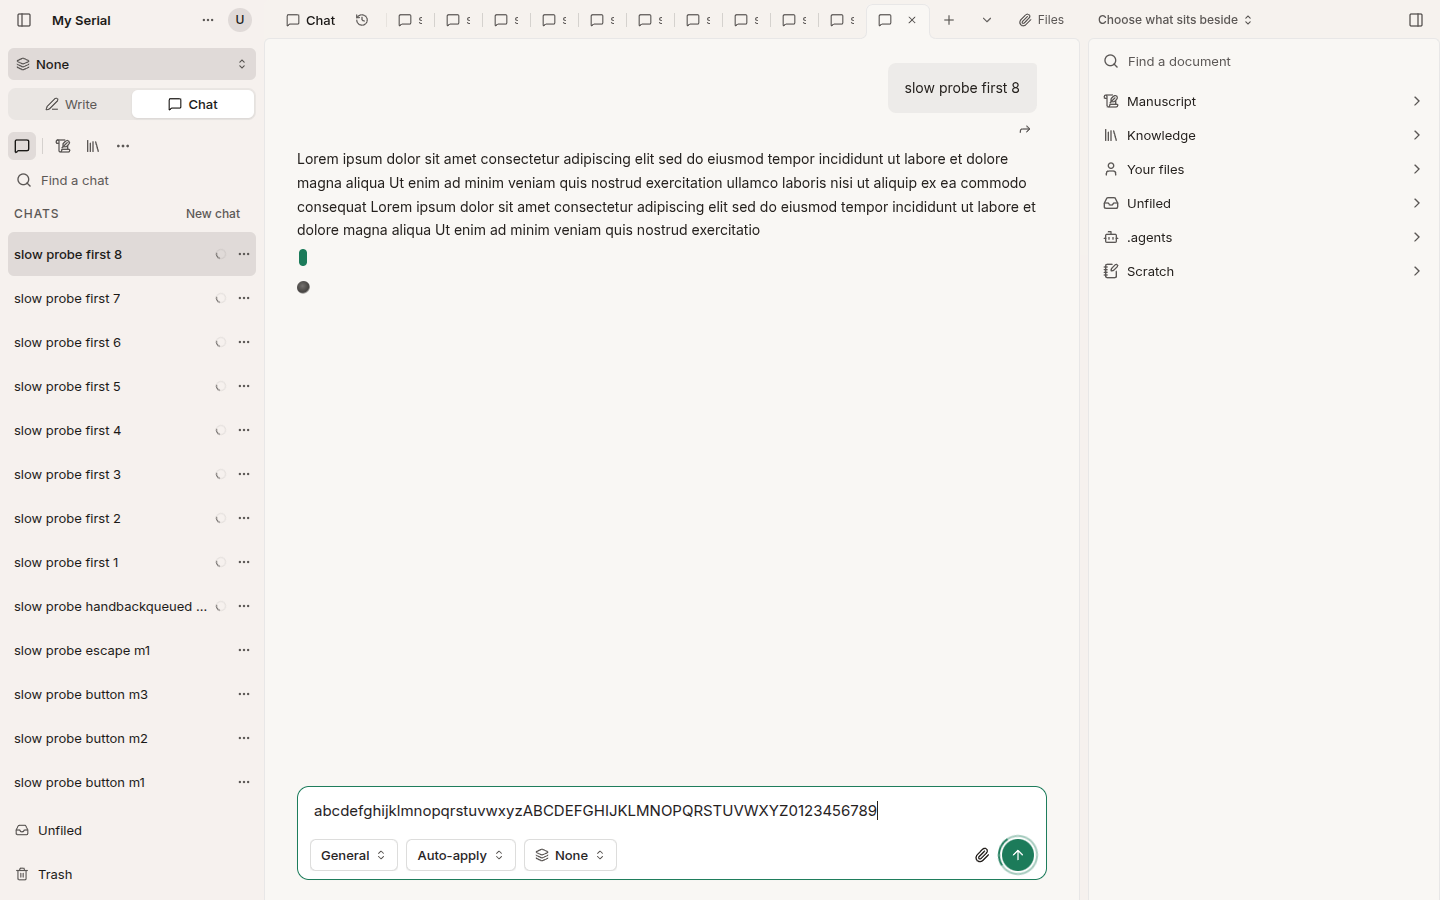 My Serial
U
None
Write
Chat
Find a chat
CHATS
New chat
slow probe first 8
slow probe first 7
slow probe first 6
slow probe first 5
slow probe first 4
slow probe first 3
slow probe first 2
slow probe first 1
slow probe handbackqueued ...
slow probe escape m1
slow probe button m3
slow probe button m2
slow probe button m1
Unfiled
Trash
Chat
Files
slow probe first 8
Lorem ipsum dolor sit amet consectetur adipiscing elit sed do eiusmod tempor incididunt ut labore et dolore
magna aliqua Ut enim ad minim veniam quis nostrud exercitation ullamco laboris nisi ut aliquip ex ea commodo
consequat Lorem ipsum dolor sit amet consectetur adipiscing elit sed do eiusmod tempor incididunt ut labore et
dolore magna aliqua Ut enim ad minim veniam quis nostrud exercitatio
abcdefghijklmnopqrstuvwxyzABCDEFGHIJKLMNOPQRSTUVWXYZ0123456789
General
Auto-apply
None
Choose what sits beside
Find a document
Manuscript
Knowledge
Your files
Unfiled
.agents
Scratch